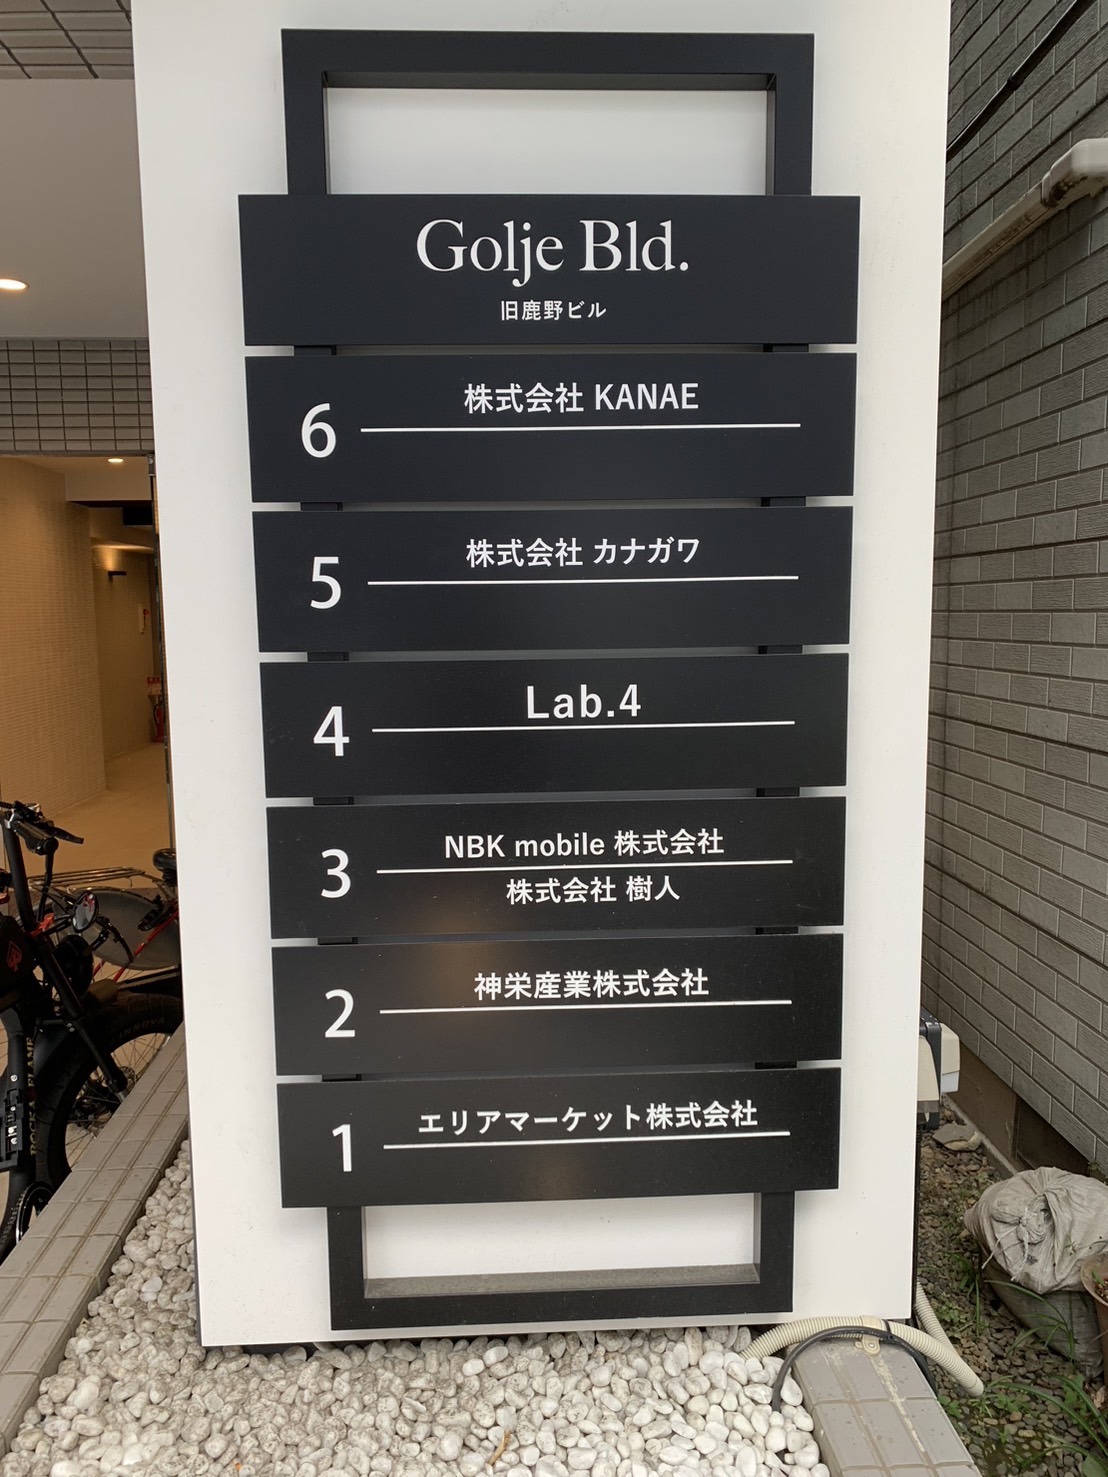 Golje Bld.
旧鹿野ビル
6
株式会社 KANAE
5
株式会社 カナガワ
4
Lab.4
3
NBK mobile 株式会社
株式会社 樹人
2
神栄産業株式会社
1
エリアマーケット株式会社
INNOVA